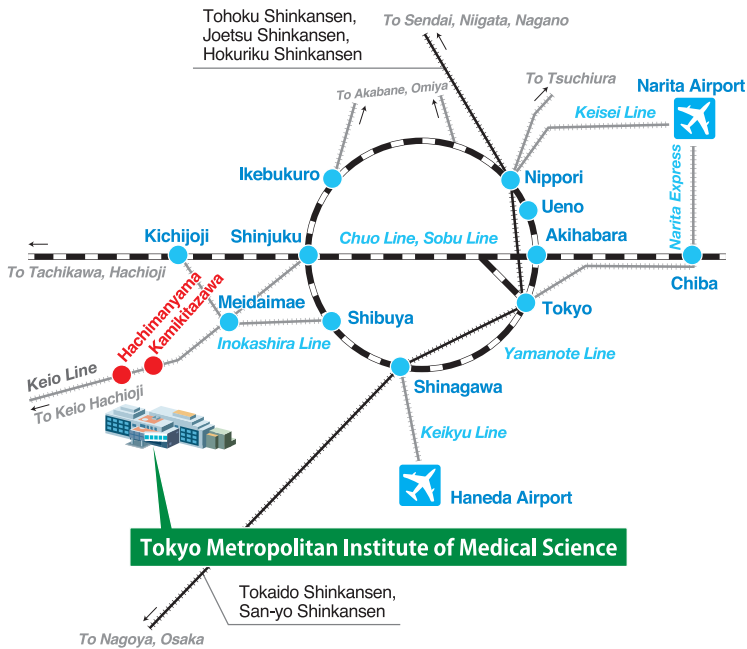 Tohoku Shinkansen,
Joetsu Shinkansen,
Hokuriku Shinkansen
To Sendai, Niigata, Nagano
To Akabane, Omiya
To Tsuchiura
Narita Airport
Keisei Line
Ikebukuro
Nippori
Ueno
Narita Express
Kichijoji
Shinjuku
Chuo Line, Sobu Line
Akihabara
To Tachikawa, Hachioji
Chiba
Hachimanyama
Kamikitazawa
Meidaimae
Shibuya
Tokyo
Inokashira Line
Yamanote Line
Keio Line
To Keio Hachioji
Shinagawa
Keikyu Line
Haneda Airport
Tokyo Metropolitan Institute of Medical Science
Tokaido Shinkansen,
San-yo Shinkansen
To Nagoya, Osaka